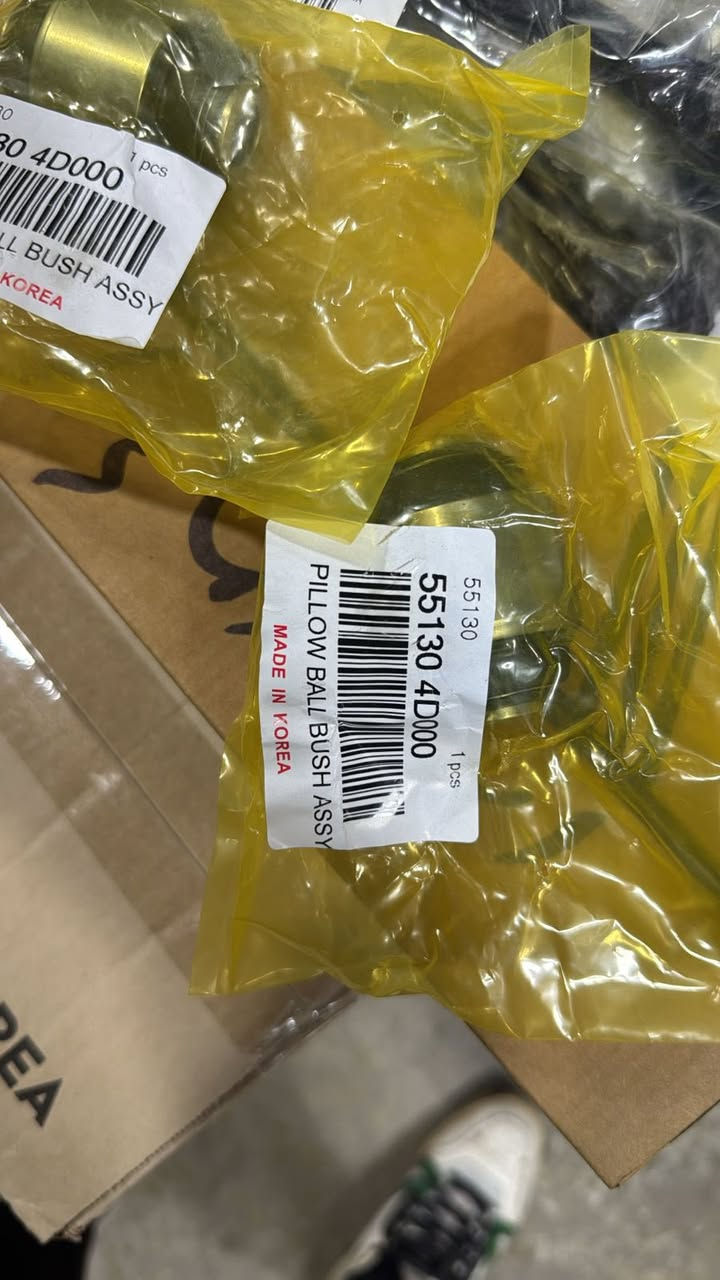 30
30 4D000
1 pcs
LL BUSH ASSY
KOREA
55130
55130 4D000
1 pcs
PILLOW BALL BUSH ASSY
MADE IN KOREA
REA